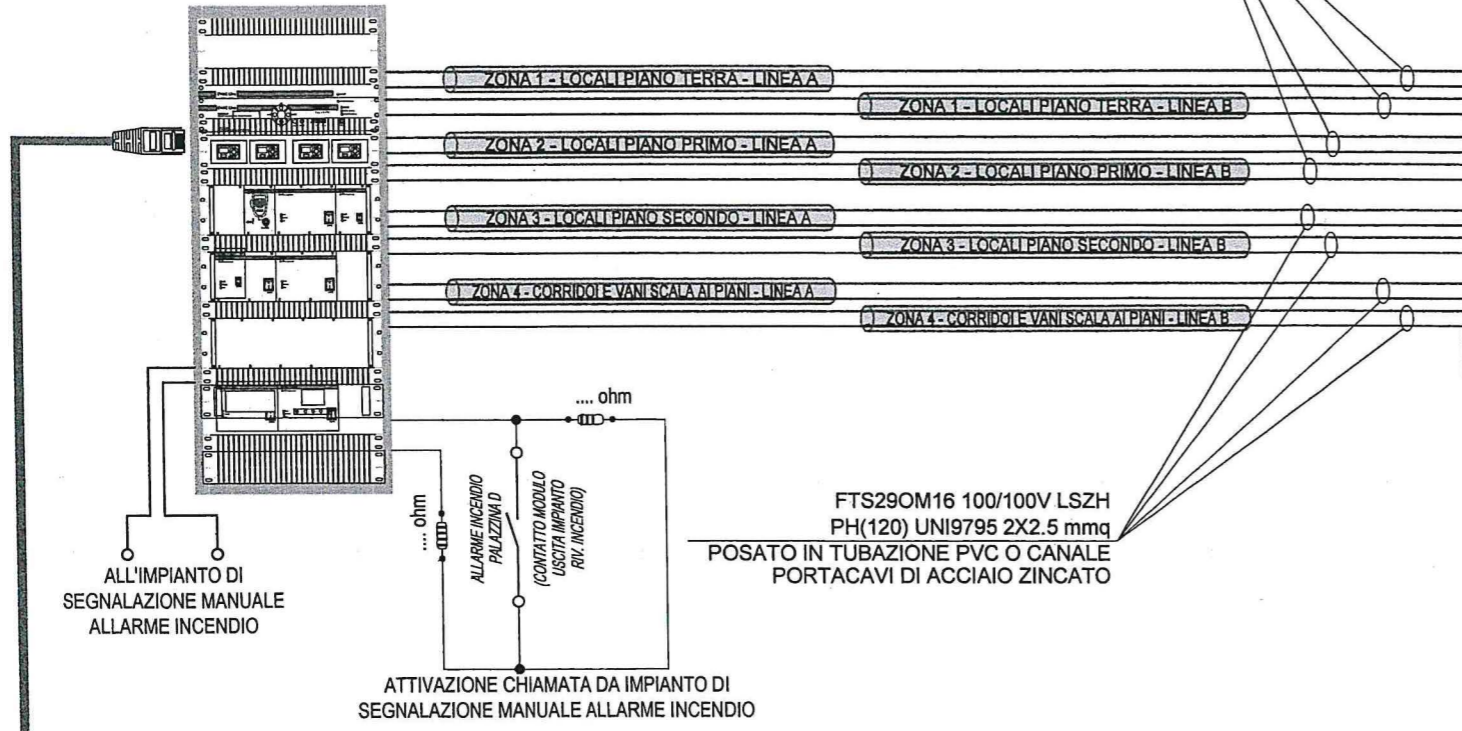 ZONA 1 - LOCALI PIANO TERRA - LINEA A
ZONA 1 - LOCALI PIANO TERRA - LINEA B
ZONA 2 - LOCALI PIANO PRIMO - LINEA A
ZONA 2 - LOCALI PIANO PRIMO - LINEA B
ZONA 3 - LOCALI PIANO SECONDO - LINEA A
ZONA 3 - LOCALI PIANO SECONDO - LINEA B
ZONA 4 - CORRIDOI E VANI SCALA AI PIANI - LINEA A
ZONA 4 - CORRIDOI E VANI SCALA AI PIANI - LINEA B
.... ohm
.... ohm
ALLARME INCENDIO
PALAZZINA D
(CONTATTO MODULO
USCITA IMPIANTO
RIV. INCENDIO)
FTS29OM16 100/100V LSZH
PH(120) UNI9795 2X2.5 mmq
POSATO IN TUBAZIONE PVC O CANALE
PORTACAVI DI ACCIAIO ZINCATO
ALL'IMPIANTO DI
SEGNALAZIONE MANUALE
ALLARME INCENDIO
ATTIVAZIONE CHIAMATA DA IMPIANTO DI
SEGNALAZIONE MANUALE ALLARME INCENDIO